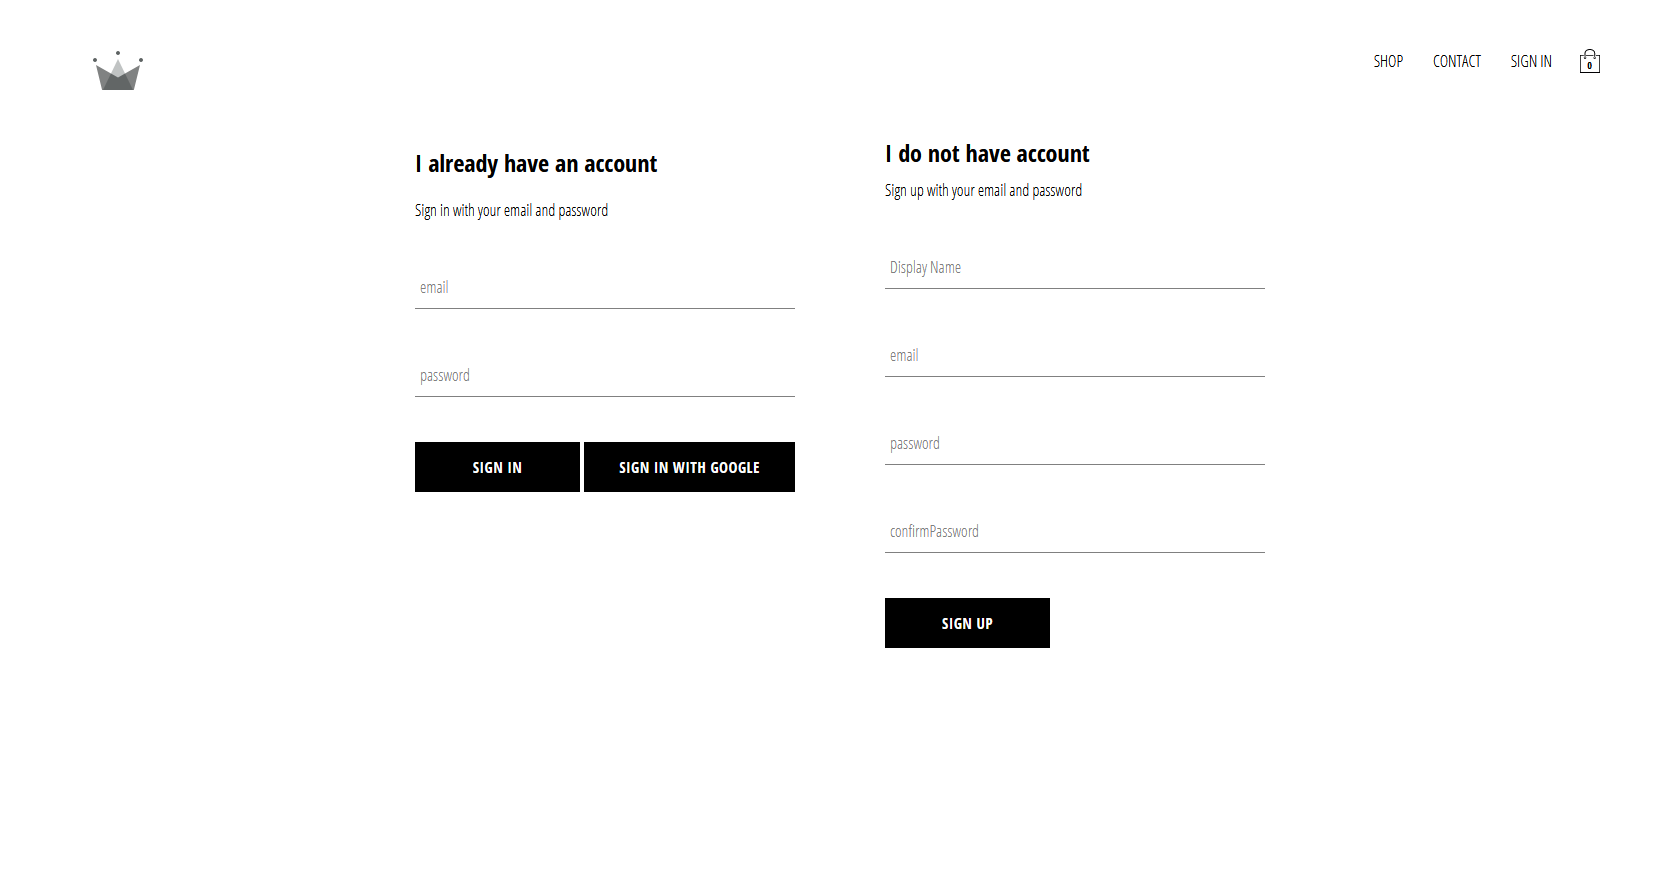 SHOP
CONTACT
SIGN IN
0
I already have an account
Sign in with your email and password
email
password
SIGN IN
SIGN IN WITH GOOGLE
I do not have account
Sign up with your email and password
Display Name
email
password
confirmPassword
SIGN UP